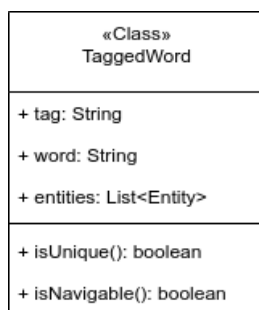 «Class»
TaggedWord
+ tag: String
+ word: String
+ entities: List<Entity>
+ isUnique(): boolean
+ isNavigable(): boolean